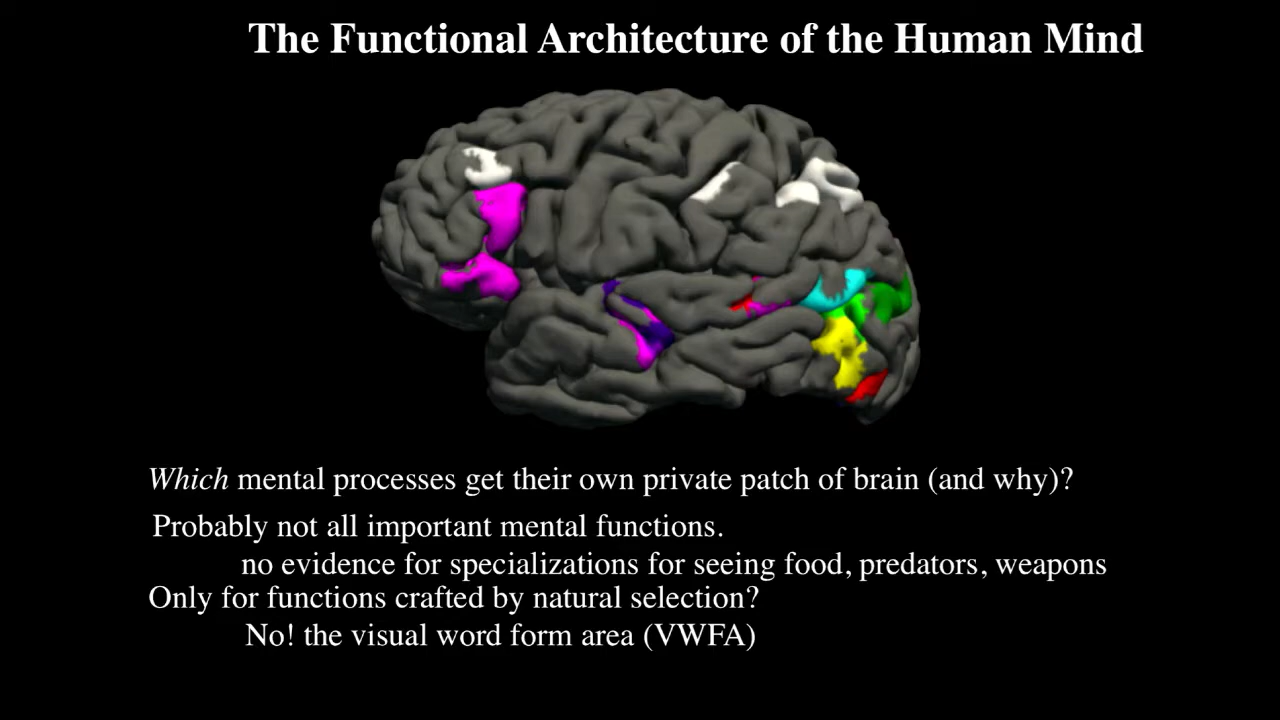 The Functional Architecture of the Human Mind
Which mental processes get their own private patch of brain (and why)?
Probably not all important mental functions.
no evidence for specializations for seeing food, predators, weapons
Only for functions crafted by natural selection?
No! the visual word form area (VWFA)